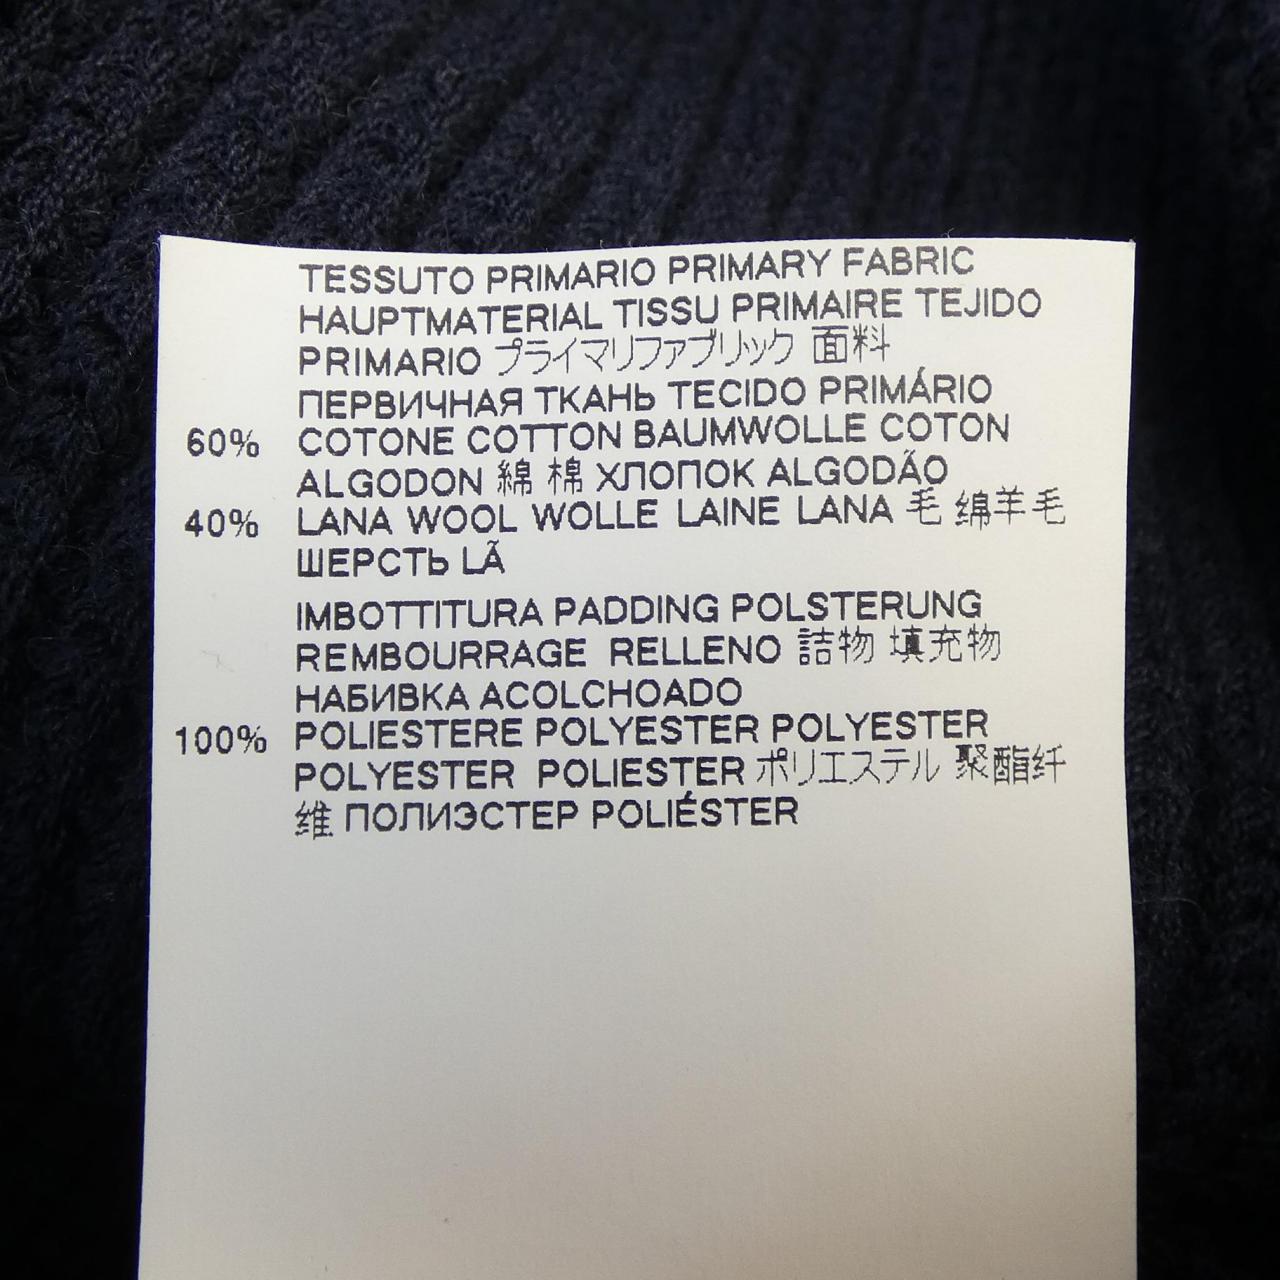 TESSUTO PRIMARIO PRIMARY FABRIC
HAUPTMATERIAL TISSU PRIMAIRE TEJIDO
PRIMARIO プライマリファブリック 面料
ПЕРВИЧНАЯ ТКАНЬ TECIDO PRIMÁRIO
60% COTONE COTTON BAUMWOLLE COTON
ALGODON 綿 棉 ХЛОПОК ALGODÃO
40% LANA WOOL WOLLE LAINE LANA 毛 绵羊毛
ШЕРСТЬ LÃ
IMBOTTITURA PADDING POLSTERUNG
REMBOURRAGE RELLENO 詰物 填充物
НАБИВКА ACOLCHOADO
100% POLIESTERE POLYESTER POLYESTER
POLYESTER POLIESTER ポリエステル 聚酯纤
维 ПОЛИЭСТЕР POLIÉSTER